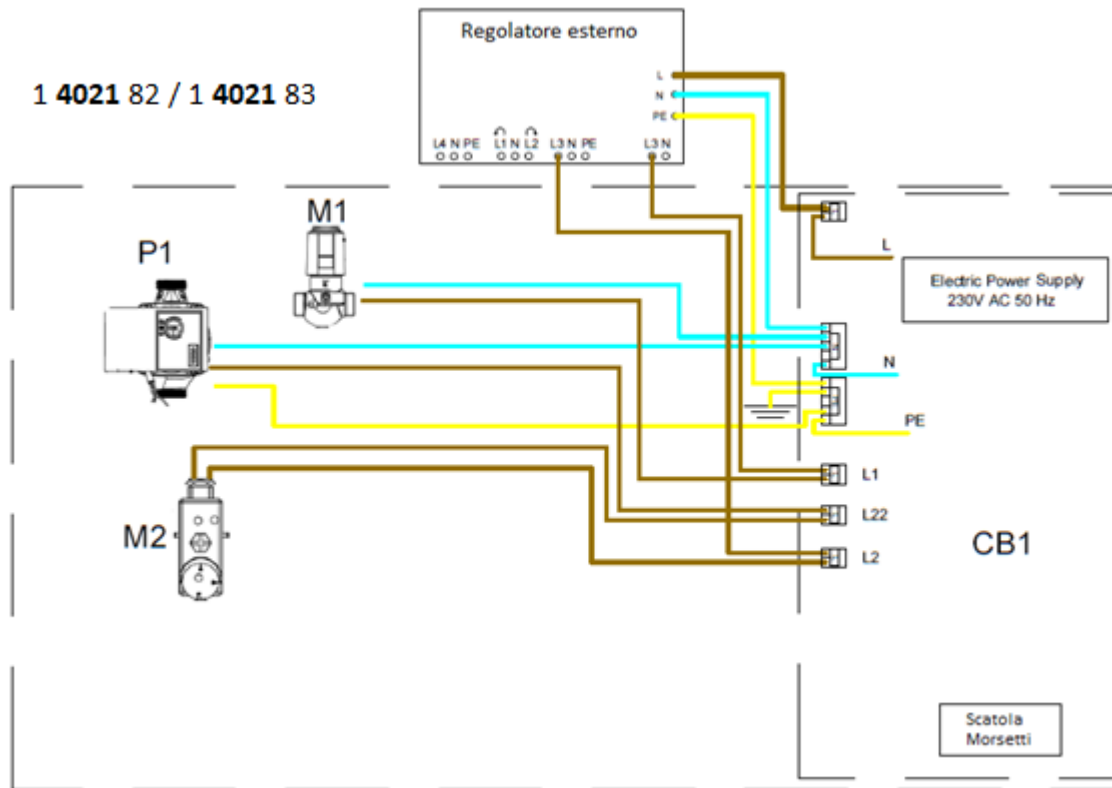 Regolatore esterno
1 4021 82 / 1 4021 83
L
N
PE
L4 N PE L1 N L2 L3 N PE L3 N
M1
P1
L
Electric Power Supply
230V AC 50 Hz
N
PE
L1
L22
M2
CB1
L2
Scatola
Morsetti